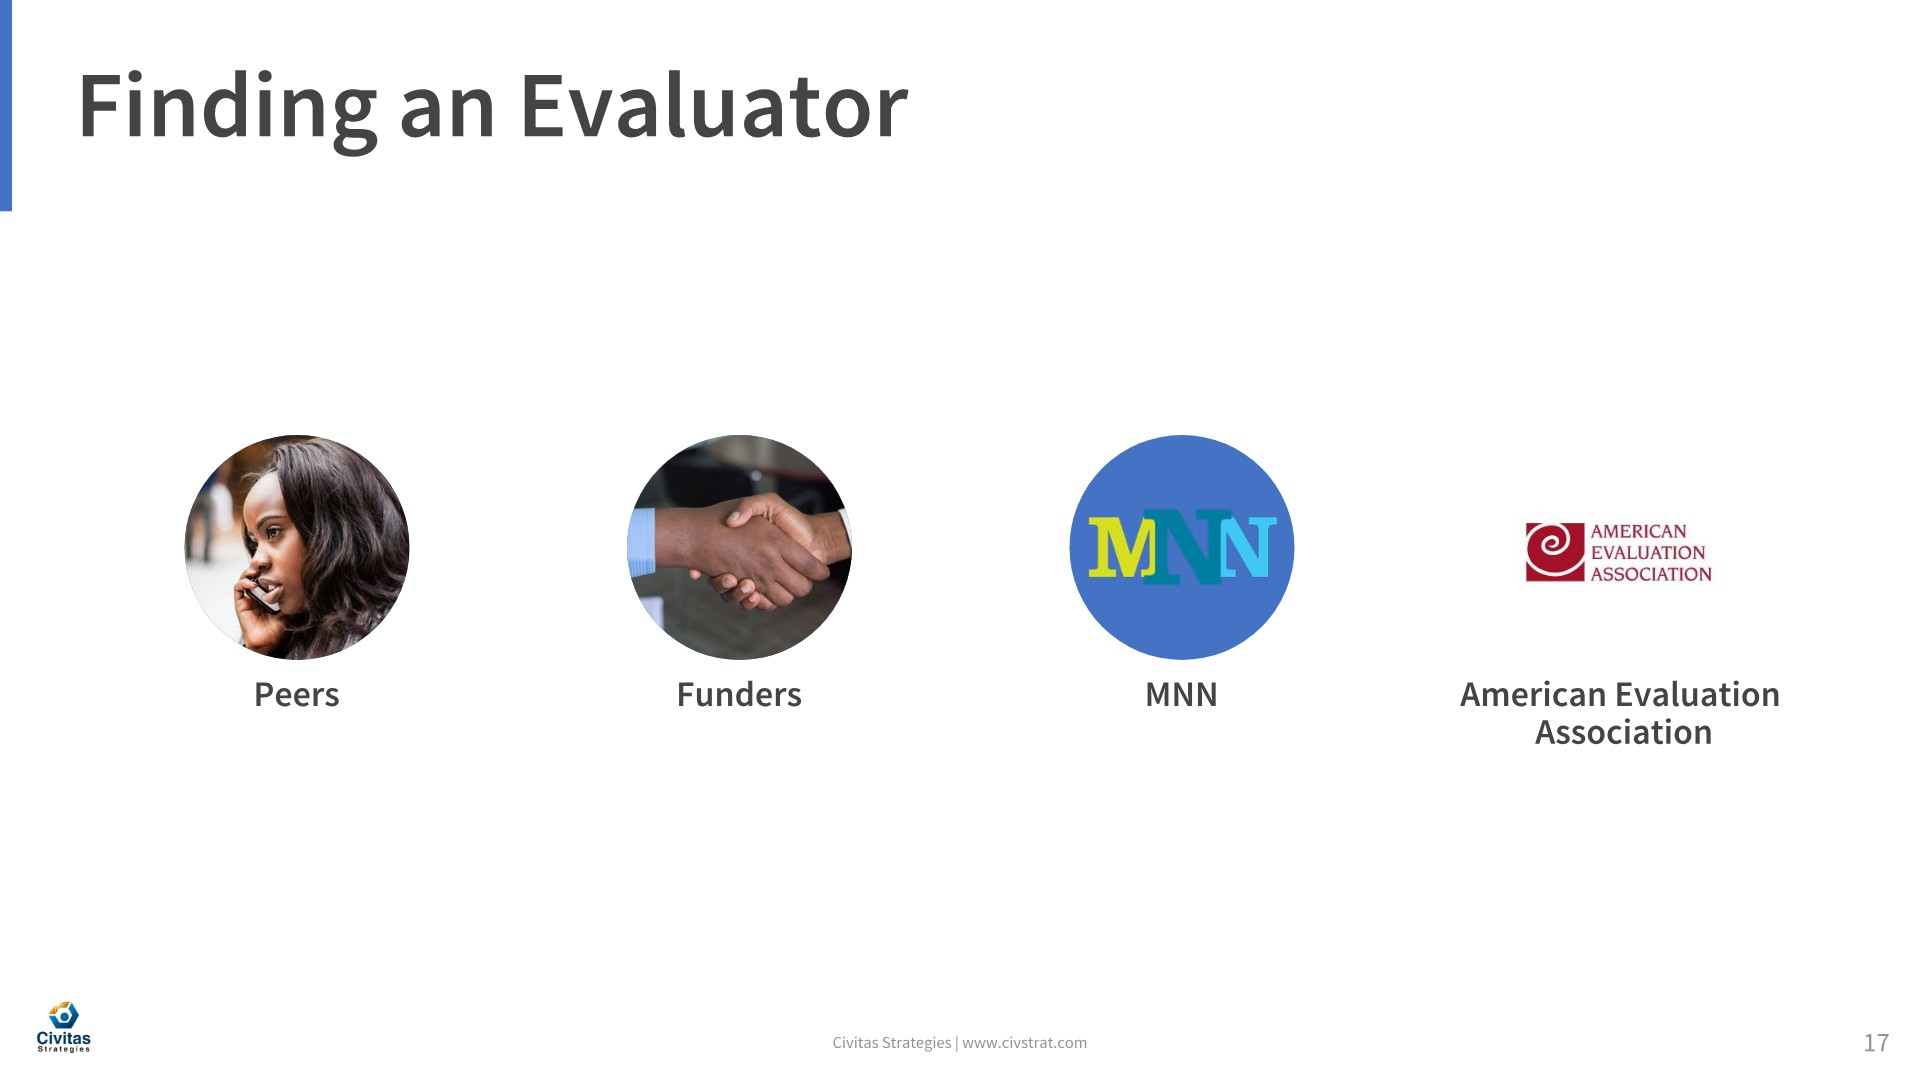 Finding an Evaluator
MNN
AMERICAN
EVALUATION
ASSOCIATION
Peers
Funders
MNN
American Evaluation
Association
Civitas
Strategies
Civitas Strategies | www.civstrat.com
17